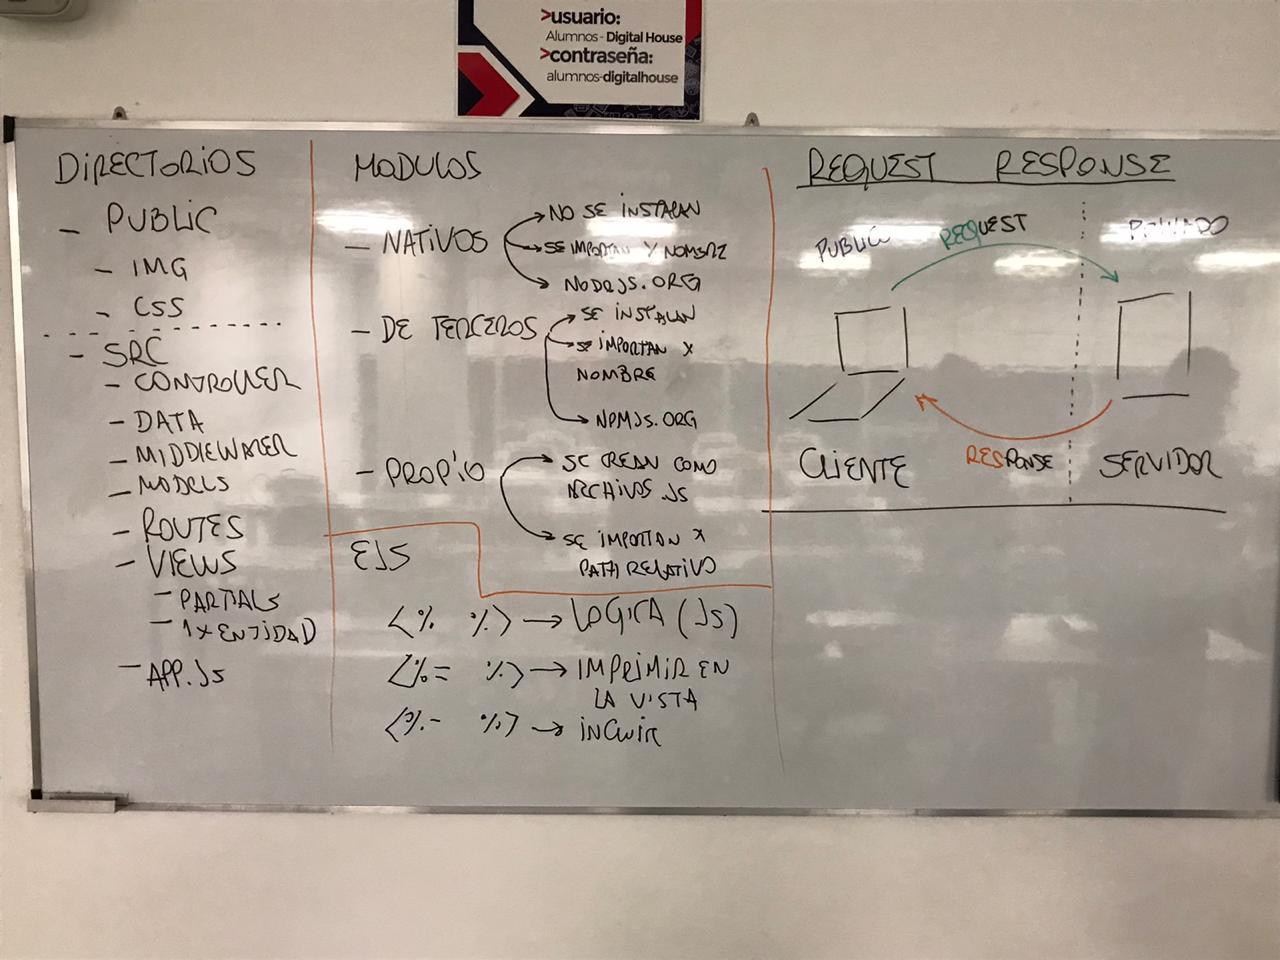 >usuario:
Alumnos - Digital House
>contraseña:
alumnos-digitalhouse
DIRECTORIOS
- PUBLIC
- IMG
- CSS
- SRC
- CONTROLLER
- DATA
- MIDDLEWARER
- MODELS
- ROUTES
- VIEWS
- PARTIALS
- 1 x ENTIDAD
- APP.JS
MODULOS
- NATIVOS
NO SE INSTALAN
SE IMPORTAN X NOMBRE
NODEJS.ORG
- DE TERCEROS
SE INSTALAN
SE IMPORTAN X
NOMBRE
NPMJS.ORG
- PROPIO
SE CREAN COMO
ARCHIVOS JS
SE IMPORTAN X
PATH RELATIVO
EJS
<% %> → LOGICA (JS)
<%= %> → IMPRIMIR EN
LA VISTA
<%- %> → INCLUIR
REQUEST RESPONSE
PUBLICO
REQUEST
PRIVADO
CLIENTE
RESPONSE
SERVIDOR